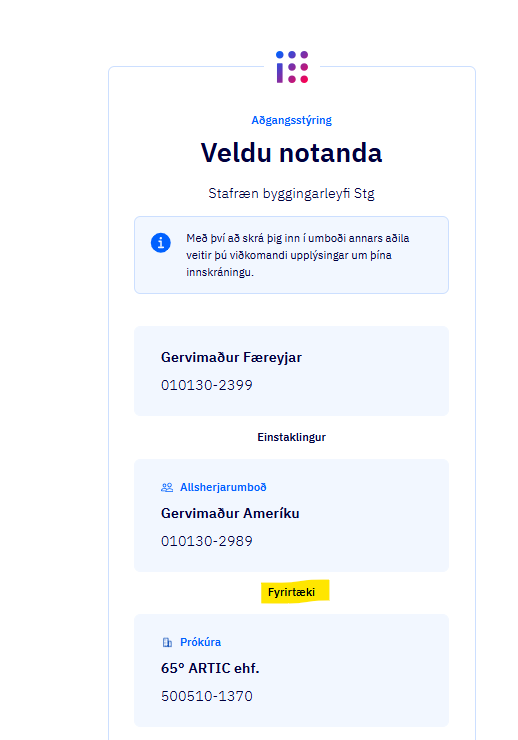 Aðgangsstýring
Veldu notanda
Stafræn byggingarleyfi Stg
Með því að skrá þig inn í umboði annars aðila
veitir þú viðkomandi upplýsingar um þína
innskráningu.
Gervimaður Færeyjar
010130-2399
Einstaklingur
Allsherjarumboð
Gervimaður Ameríku
010130-2989
Fyrirtæki
Prókúra
65° ARTIC ehf.
500510-1370